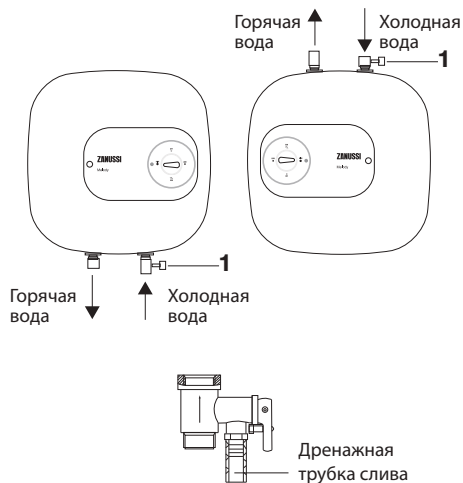 Горячая
вода
Холодная
вода
1
ZANUSSI
ZANUSSI
1
Горячая
вода
Холодная
вода
Дренажная
трубка слива